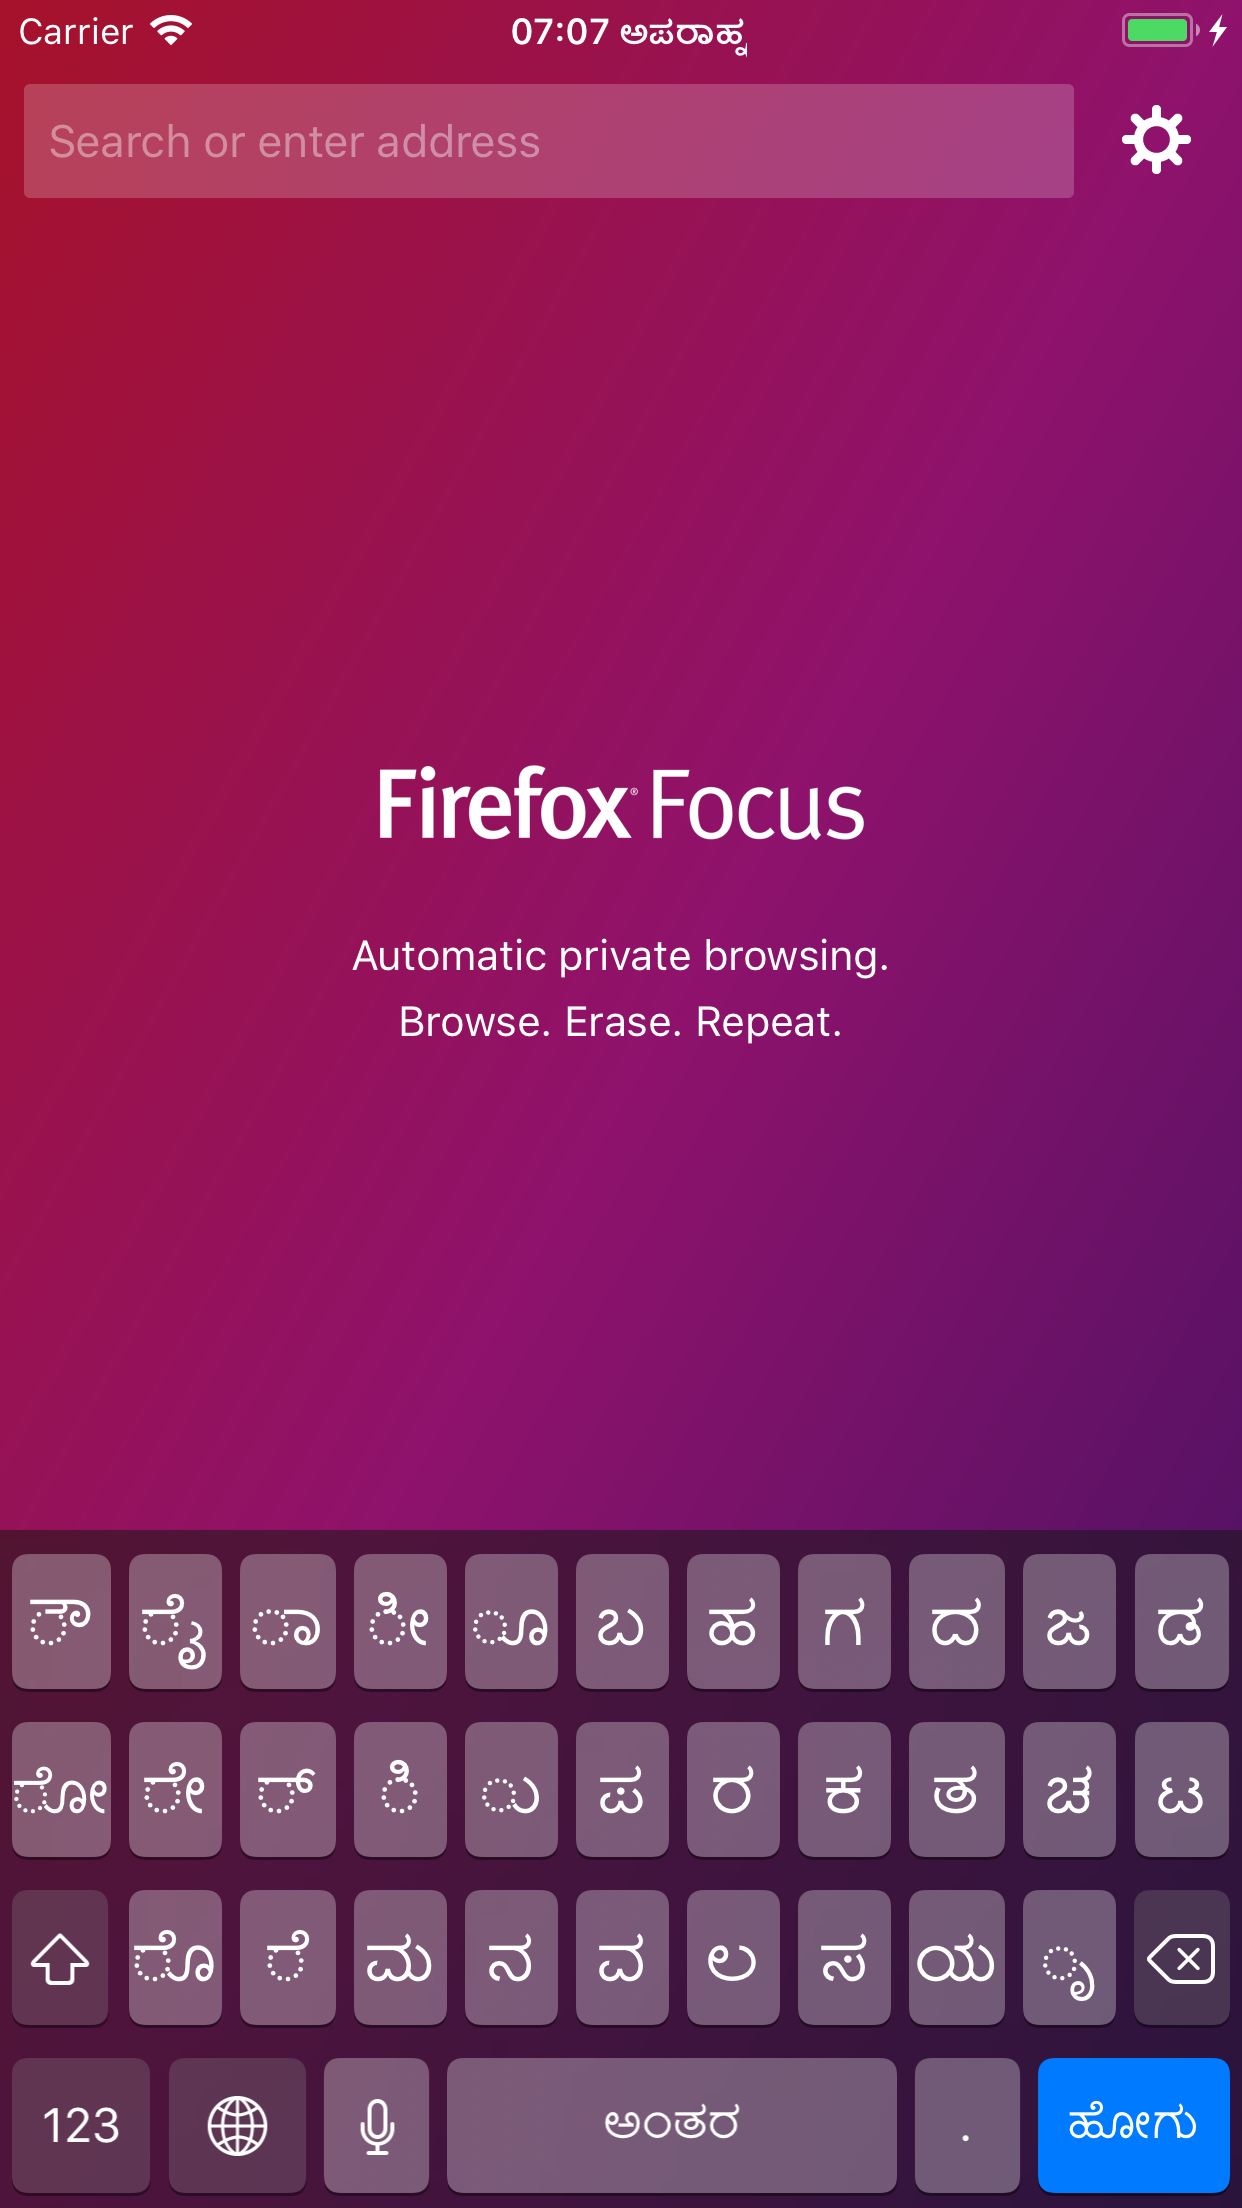 Carrier 07:07 ಅಪರಾಹ್ನ
Search or enter address
Firefox® Focus
Automatic private browsing.
Browse. Erase. Repeat.
ೌ ೈ ಾ ೀ ೂ ಬ ಹ ಗ ದ ಜ ಡ
ೋ ೇ ್ ಿ ು ಪ ರ ಕ ತ ಚ ಟ
ೊ ೆ ಮ ನ ವ ಲ ಸ ಯ ೃ
123 ಅಂತರ . ಹೋಗು